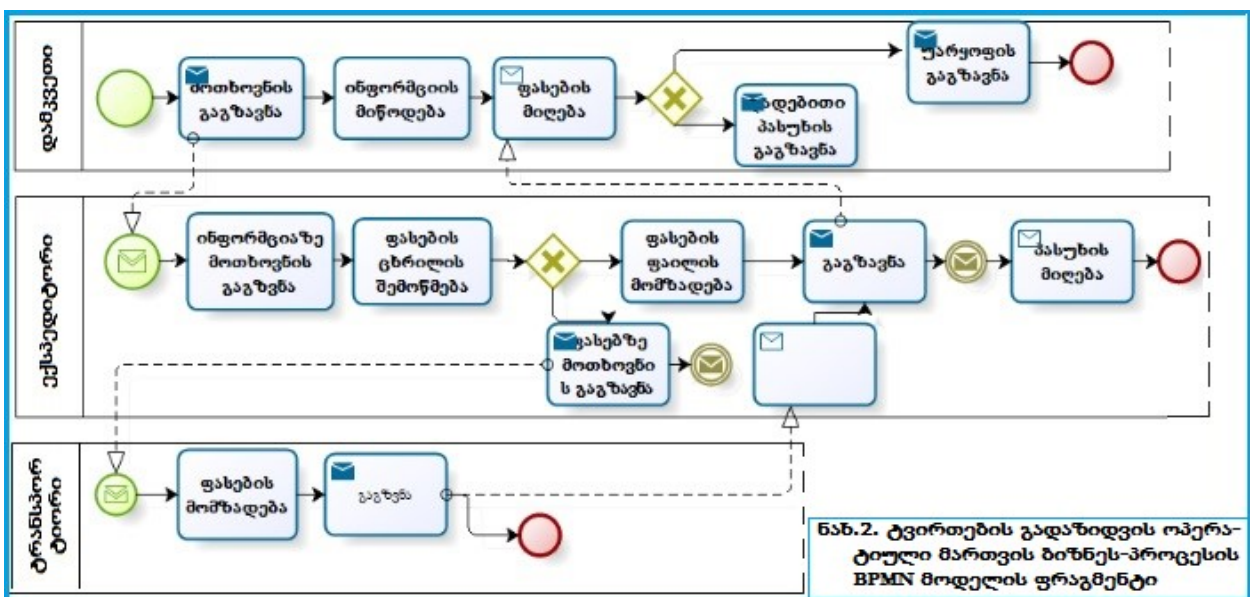 დამკვეთი
მოთხოვნის
გაგზავნა
ინფორმციის
მიწოდება
ფასების
მიღება
უარყოფის
გაგზავნა
დადებითი
პასუხის
გაგზავნა
ექსპედიტორი
ინფორმციაზე
მოთხოვნის
გაგზვნა
ფასების
ცხრილის
შემოწმება
ფასების
ფაილის
მომზადება
გაგზავნა
პასუხის
მიღება
ფასებზე
მოთხოვნი
ს გაგზავნა
ტრანსპორ
ტიორი
ფასების
მომზადება
გაგზვნა
ნახ.2. ტვირთების გადაზიდვის ოპერა-
ტიული მართვის ბიზნეს-პროცესის
BPMN მოდელის ფრაგმენტი